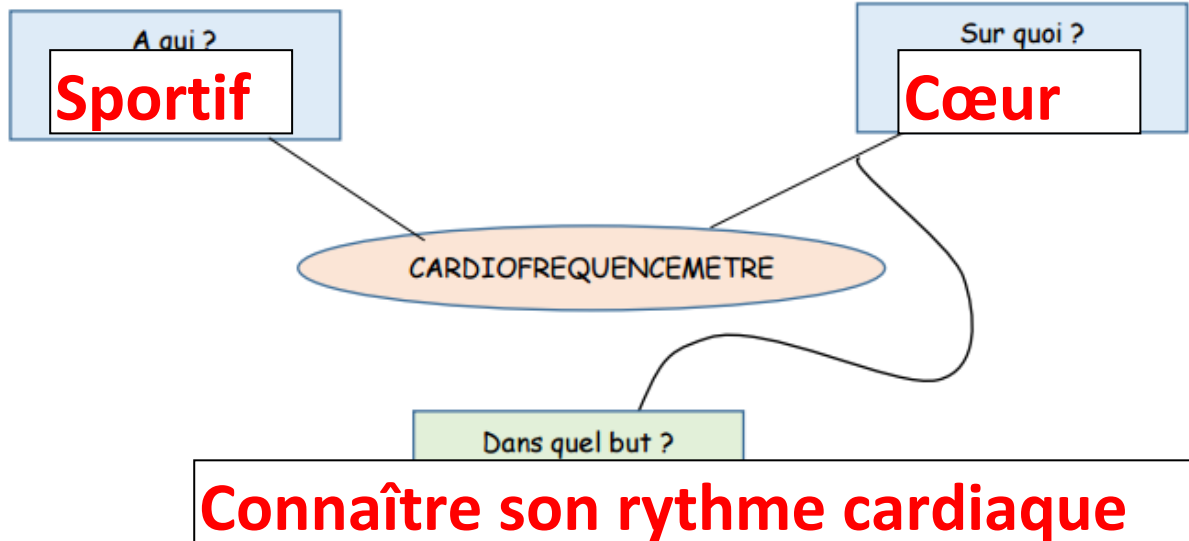 A qui ?
Sportif
Sur quoi ?
Cœur
CARDIOFREQUENCEMETRE
Dans quel but ?
Connaître son rythme cardiaque